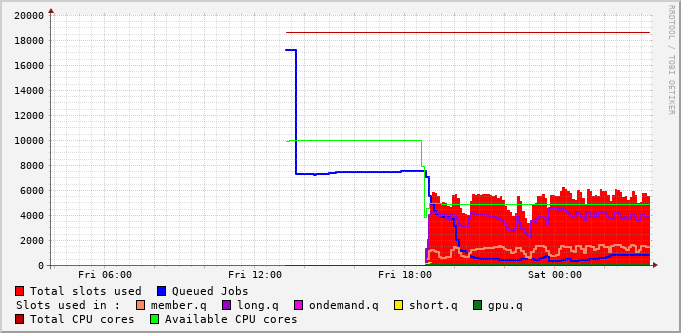 20000
18000
16000
14000
12000
10000
8000
6000
4000
2000
0
Fri 06:00 Fri 12:00 Fri 18:00 Sat 00:00
Total slots used Queued Jobs
Slots used in : member.q long.q ondemand.q short.q gpu.q
Total CPU cores Available CPU cores
RRDTOOL / TOBI OETIKER